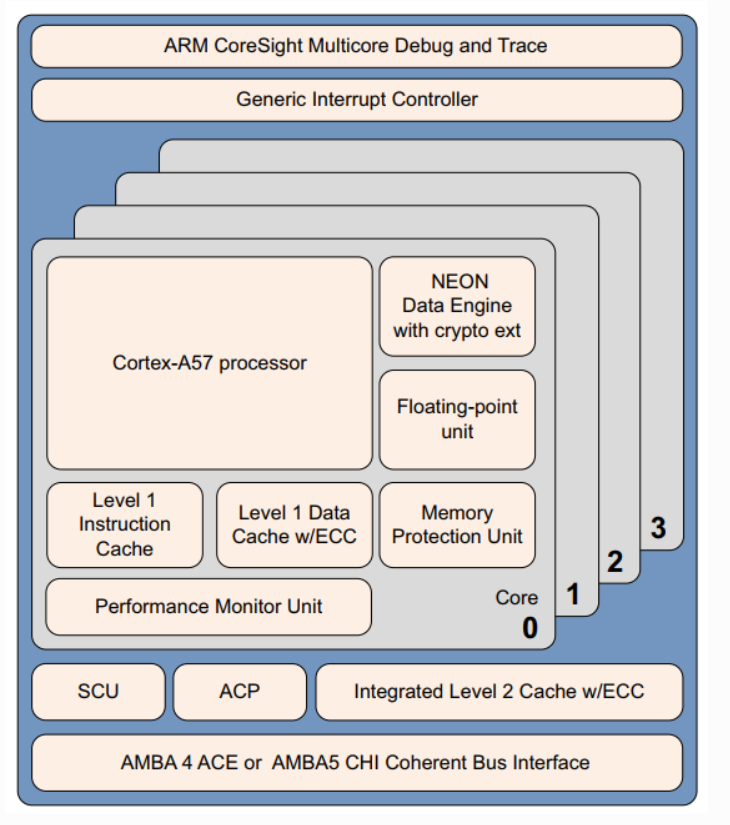 ARM CoreSight Multicore Debug and Trace
Generic Interrupt Controller
Cortex-A57 processor
NEON
Data Engine
with crypto ext
Floating-point
unit
Level 1
Instruction
Cache
Level 1 Data
Cache w/ECC
Memory
Protection Unit
Performance Monitor Unit
Core
0
1
2
3
SCU
ACP
Integrated Level 2 Cache w/ECC
AMBA 4 ACE or AMBA5 CHI Coherent Bus Interface